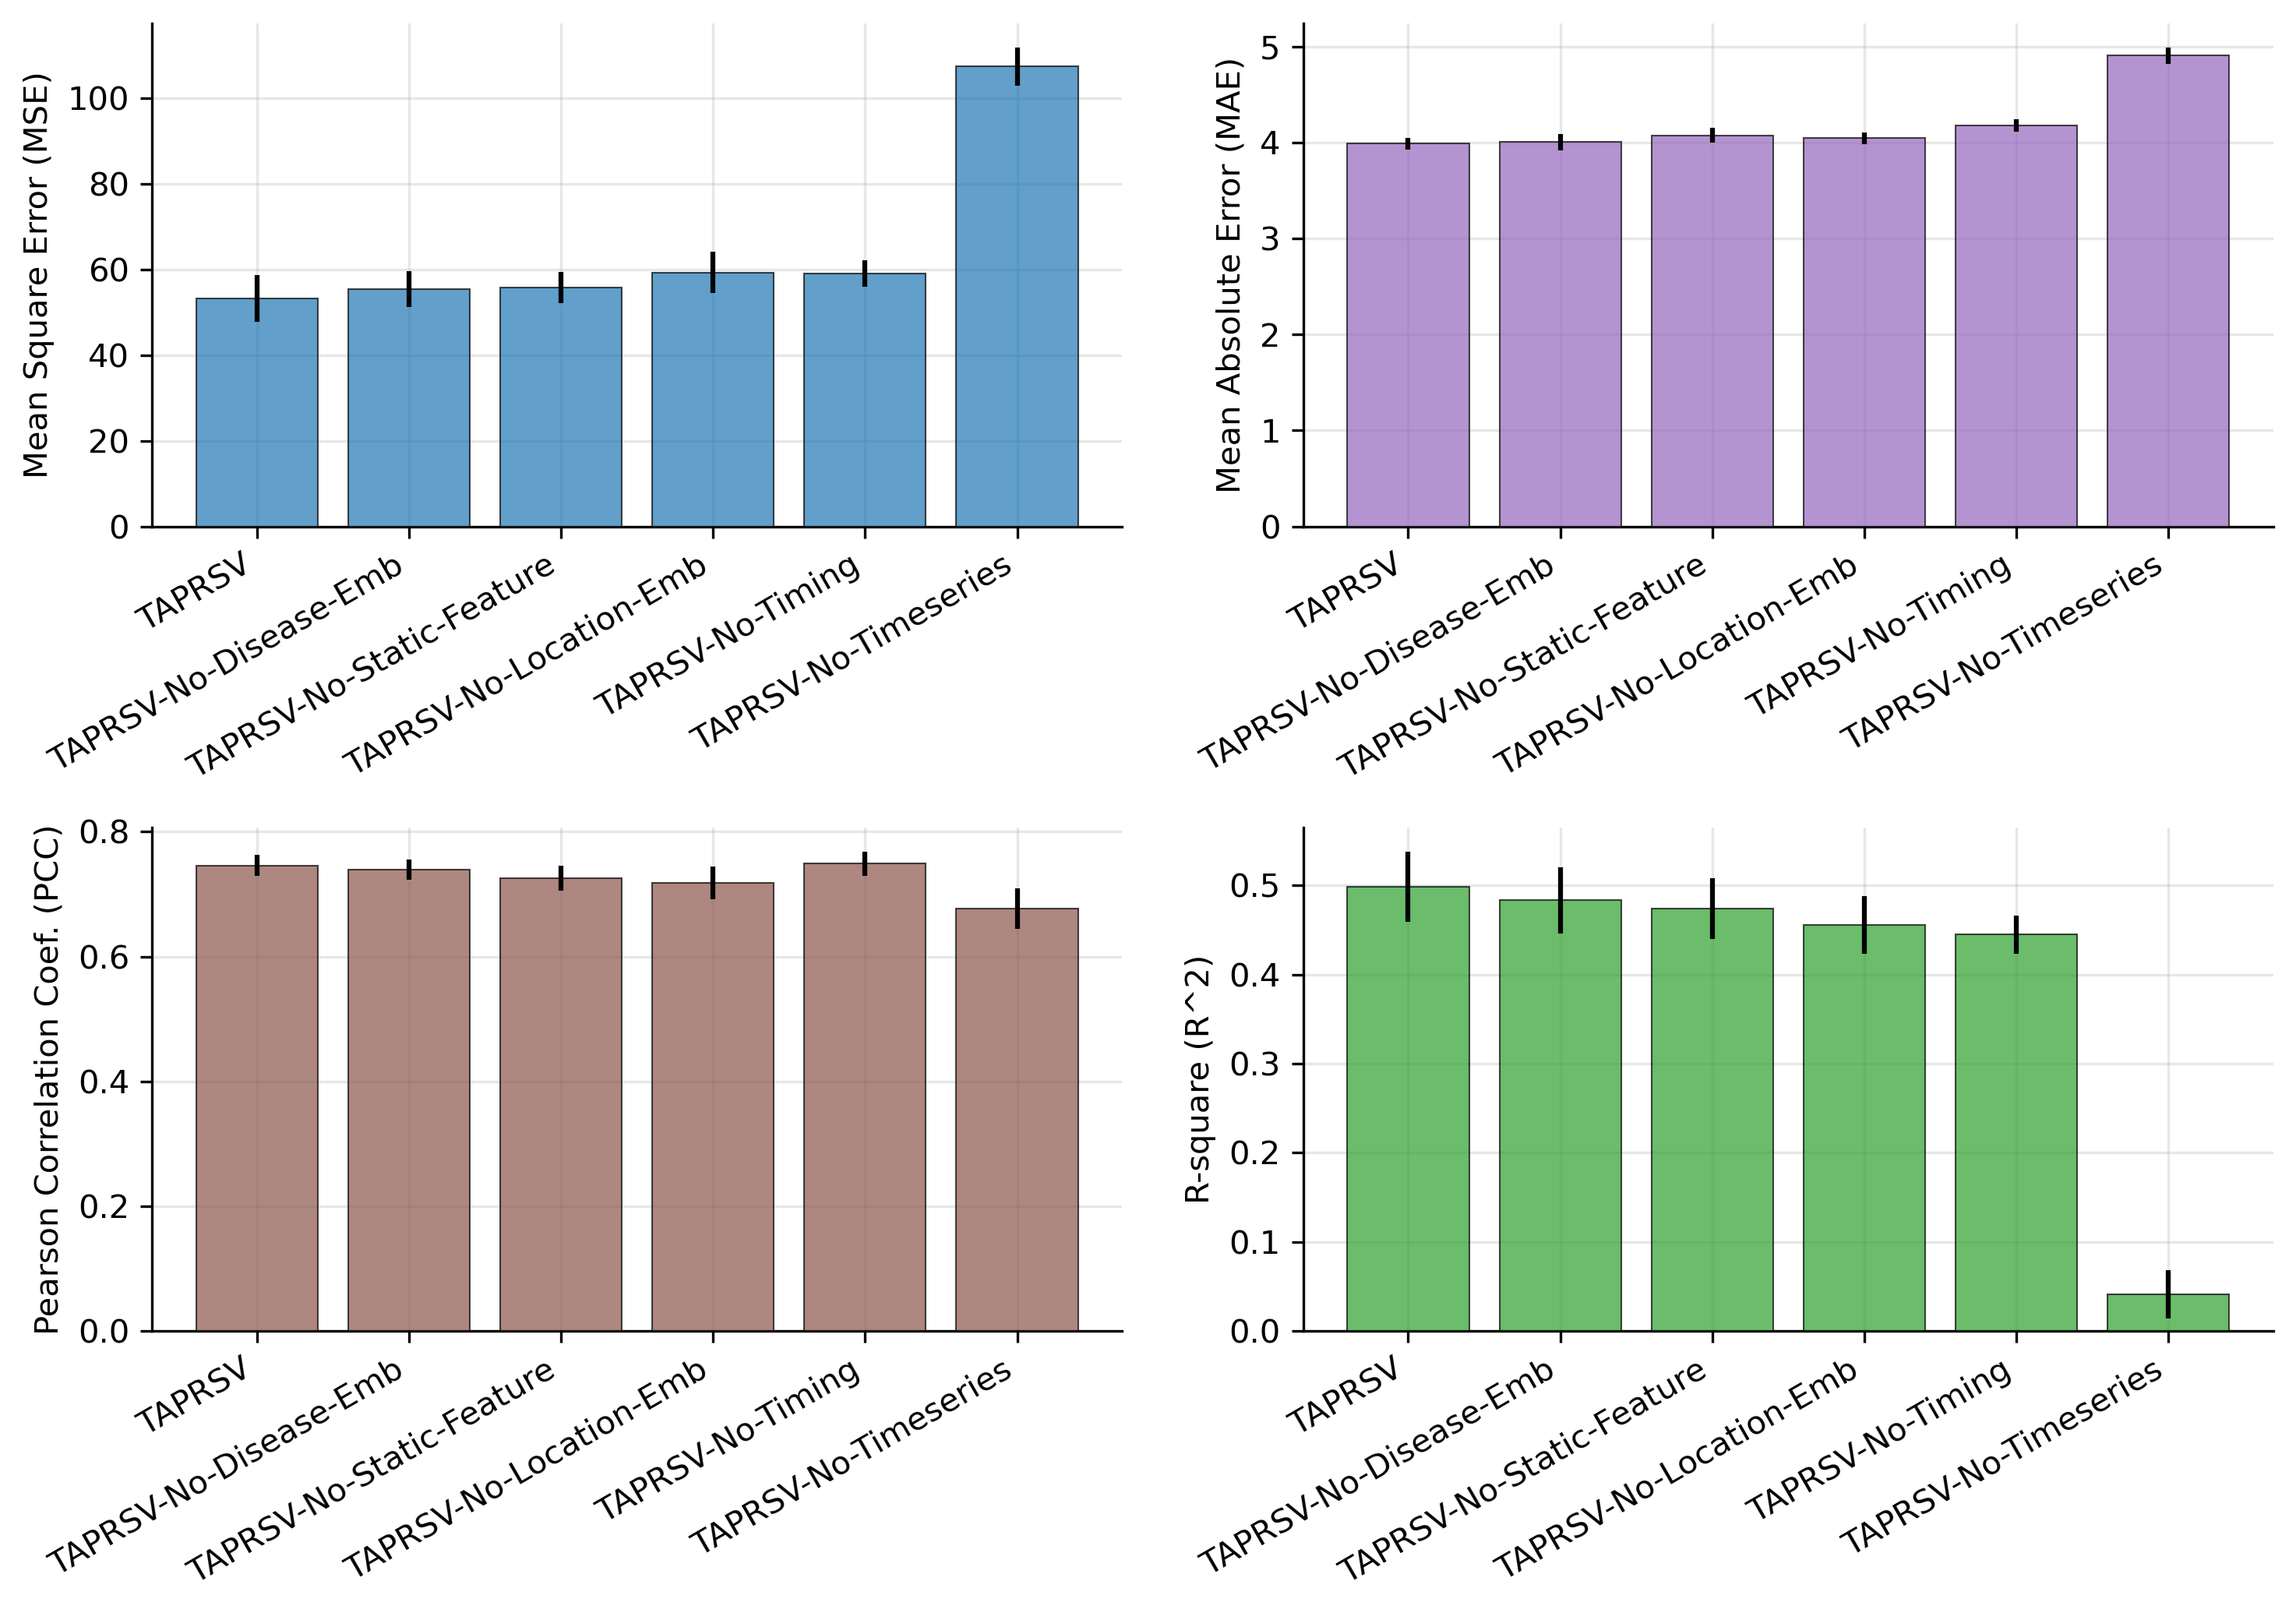 Mean Square Error (MSE)
100
80
60
40
20
0
TAPRSV
TAPRSV-No-Disease-Emb
TAPRSV-No-Static-Feature
TAPRSV-No-Location-Emb
TAPRSV-No-Timing
TAPRSV-No-Timeseries
Mean Absolute Error (MAE)
5
4
3
2
1
0
TAPRSV
TAPRSV-No-Disease-Emb
TAPRSV-No-Static-Feature
TAPRSV-No-Location-Emb
TAPRSV-No-Timing
TAPRSV-No-Timeseries
Pearson Correlation Coef. (PCC)
0.8
0.6
0.4
0.2
0.0
TAPRSV
TAPRSV-No-Disease-Emb
TAPRSV-No-Static-Feature
TAPRSV-No-Location-Emb
TAPRSV-No-Timing
TAPRSV-No-Timeseries
R-square (R^2)
0.5
0.4
0.3
0.2
0.1
0.0
TAPRSV
TAPRSV-No-Disease-Emb
TAPRSV-No-Static-Feature
TAPRSV-No-Location-Emb
TAPRSV-No-Timing
TAPRSV-No-Timeseries